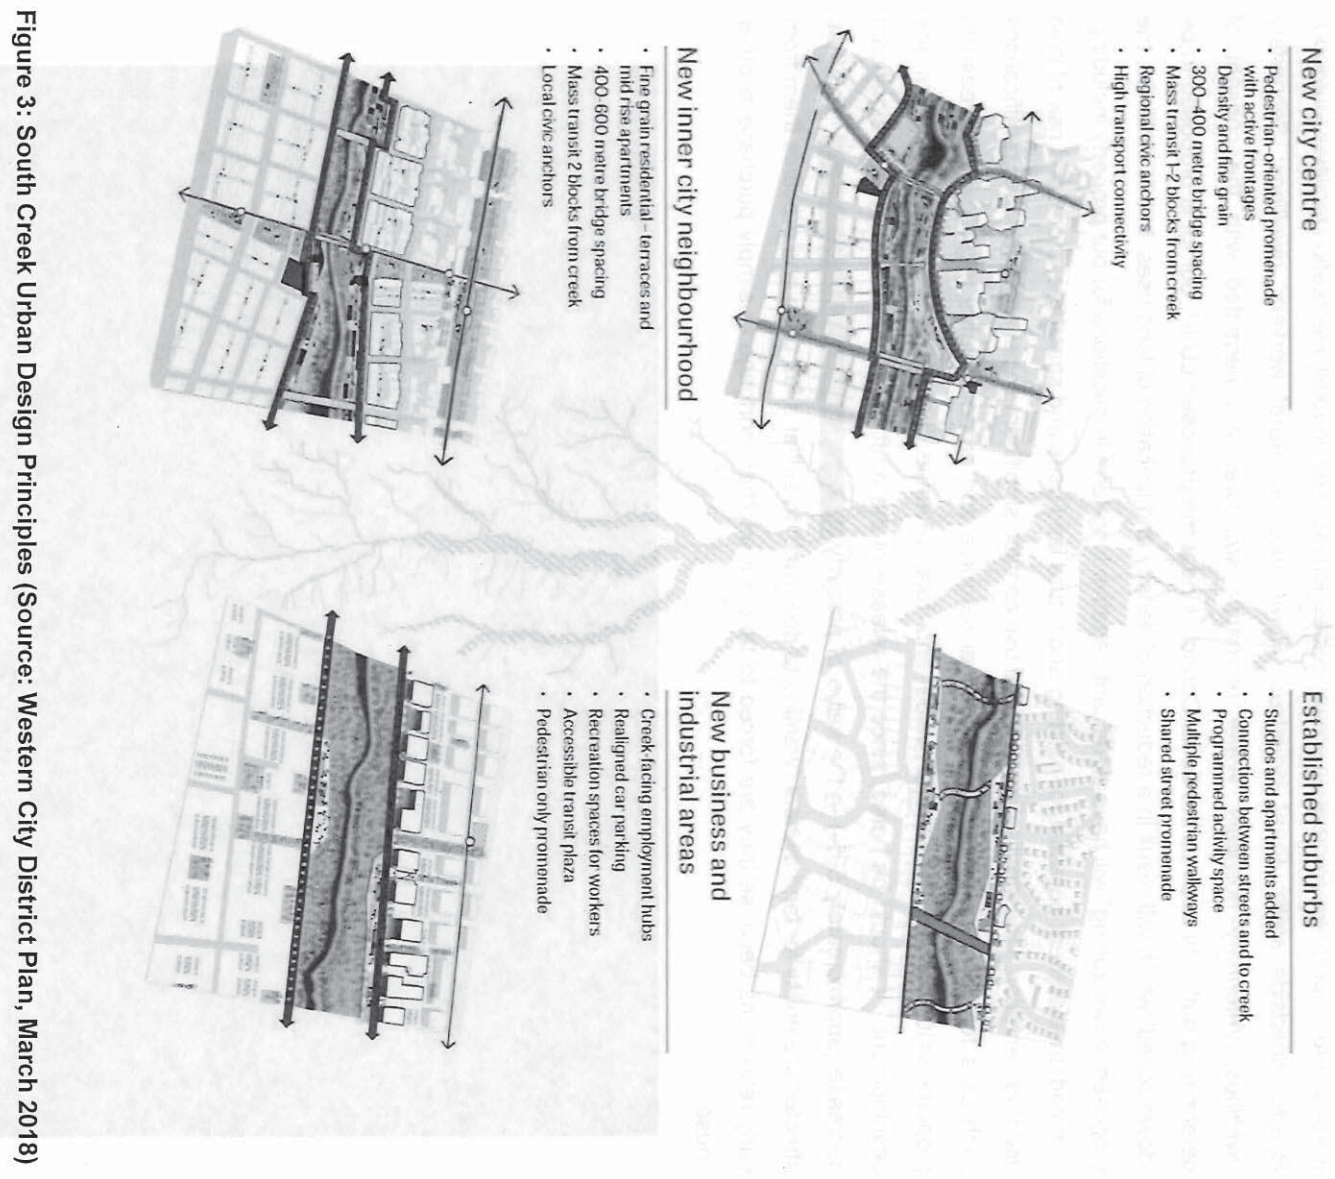 New city centre
· Pedestrian-oriented promenade
with active frontages
· Density and fine grain
· 300–400 metre bridge spacing
· Mass transit 1–2 blocks from creek
· Regional civic anchors
· High transport connectivity
Established suburbs
· Studios and apartments added
· Connections between streets and to creek
· Programmed activity space
· Multiple pedestrian walkways
· Shared street promenade
New inner city neighbourhood
· Fine grain residential – terraces and
mid rise apartments
· 400-600 metre bridge spacing
· Mass transit 2 blocks from creek
· Local civic anchors
New business and
industrial areas
· Creek-facing employment hubs
· Realigned car parking
· Recreation spaces for workers
· Accessible transit plaza
· Pedestrian only promenade
Figure 3: South Creek Urban Design Principles (Source: Western City District Plan, March 2018)